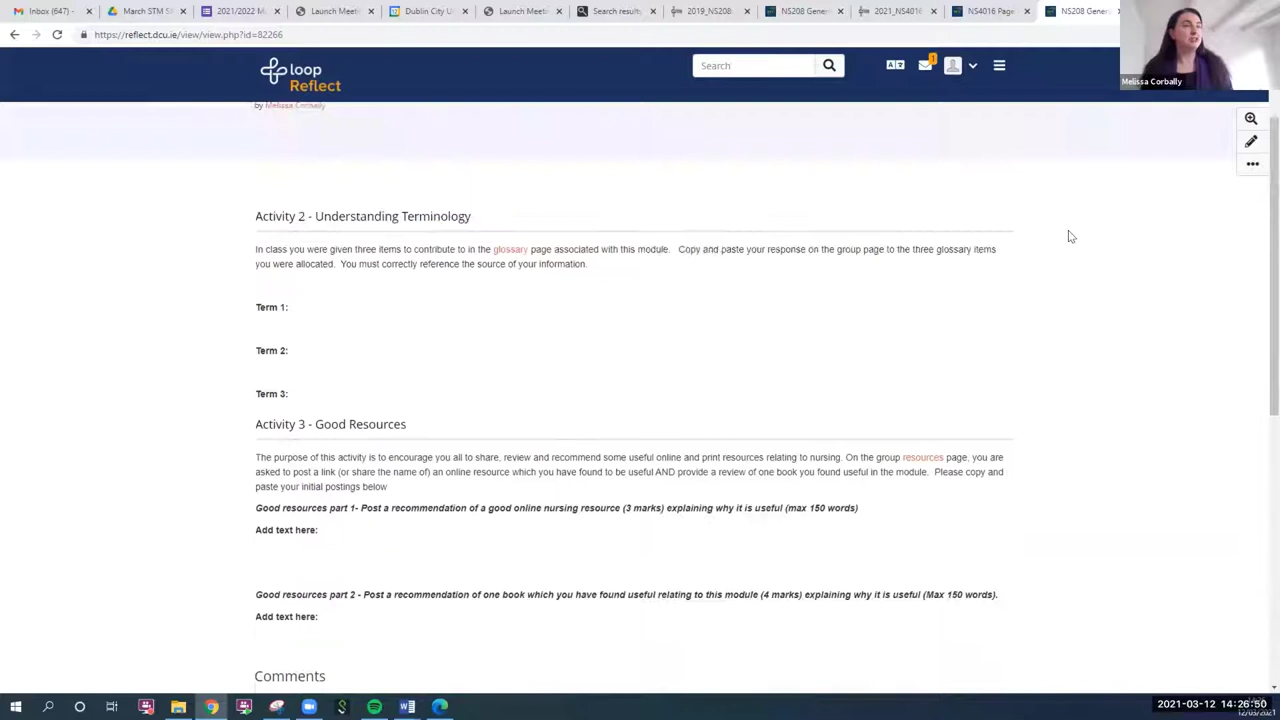 Inbox (647) -
March STM St
2021/2022 M
Launch Meeti
Dublin City U
Launch Meeti
Search results
2019_NS208
NS208 Gener
2021_NS4016
NS4016 Page
NS208 Gener
https://reflect.dcu.ie/view/view.php?id=82266
loop
Reflect
Search
1
Melissa Corbally
by Melissa Corbally
Activity 2 - Understanding Terminology
In class you were given three items to contribute to in the glossary page associated with this module. Copy and paste your response on the group page to the three glossary items
you were allocated. You must correctly reference the source of your information.
Term 1:
Term 2:
Term 3:
Activity 3 - Good Resources
The purpose of this activity is to encourage you all to share, review and recommend some useful online and print resources relating to nursing. On the group resources page, you are
asked to post a link (or share the name of) an online resource which you have found to be useful AND provide a review of one book you found useful in the module. Please copy and
paste your initial postings below
Good resources part 1- Post a recommendation of a good online nursing resource (3 marks) explaining why it is useful (max 150 words)
Add text here:
Good resources part 2 - Post a recommendation of one book which you have found useful relating to this module (4 marks) explaining why it is useful (Max 150 words).
Add text here:
Comments
2021-03-12 14:26:50
12/03/2021